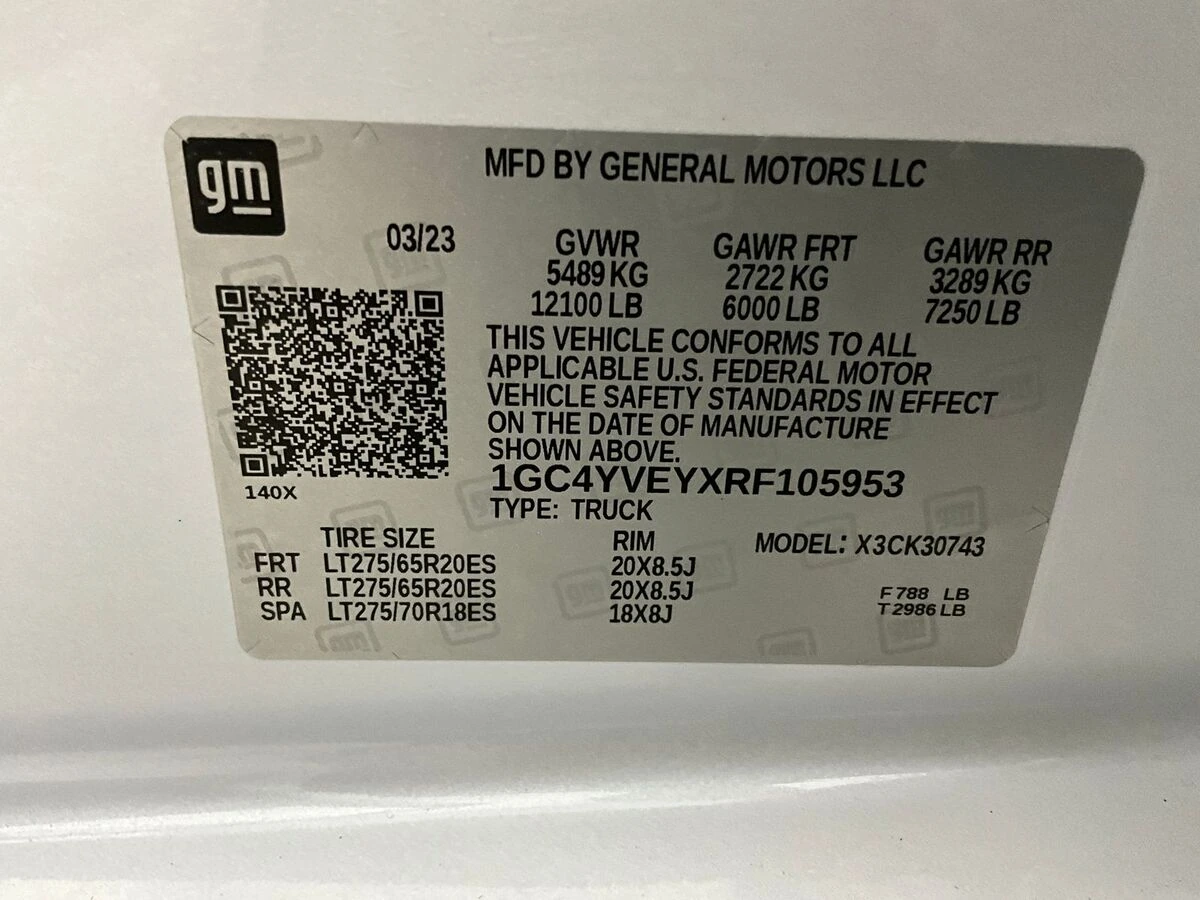 gm
MFD BY GENERAL MOTORS LLC
03/23 GVWR GAWR FRT GAWR RR
5489 KG 2722 KG 3289 KG
12100 LB 6000 LB 7250 LB
THIS VEHICLE CONFORMS TO ALL
APPLICABLE U.S. FEDERAL MOTOR
VEHICLE SAFETY STANDARDS IN EFFECT
ON THE DATE OF MANUFACTURE
SHOWN ABOVE.
140X
1GC4YVEYXRF105953
TYPE: TRUCK
TIRE SIZE RIM MODEL: X3CK30743
FRT LT275/65R20ES 20X8.5J
RR LT275/65R20ES 20X8.5J F 788 LB
SPA LT275/70R18ES 18X8J T 2986 LB